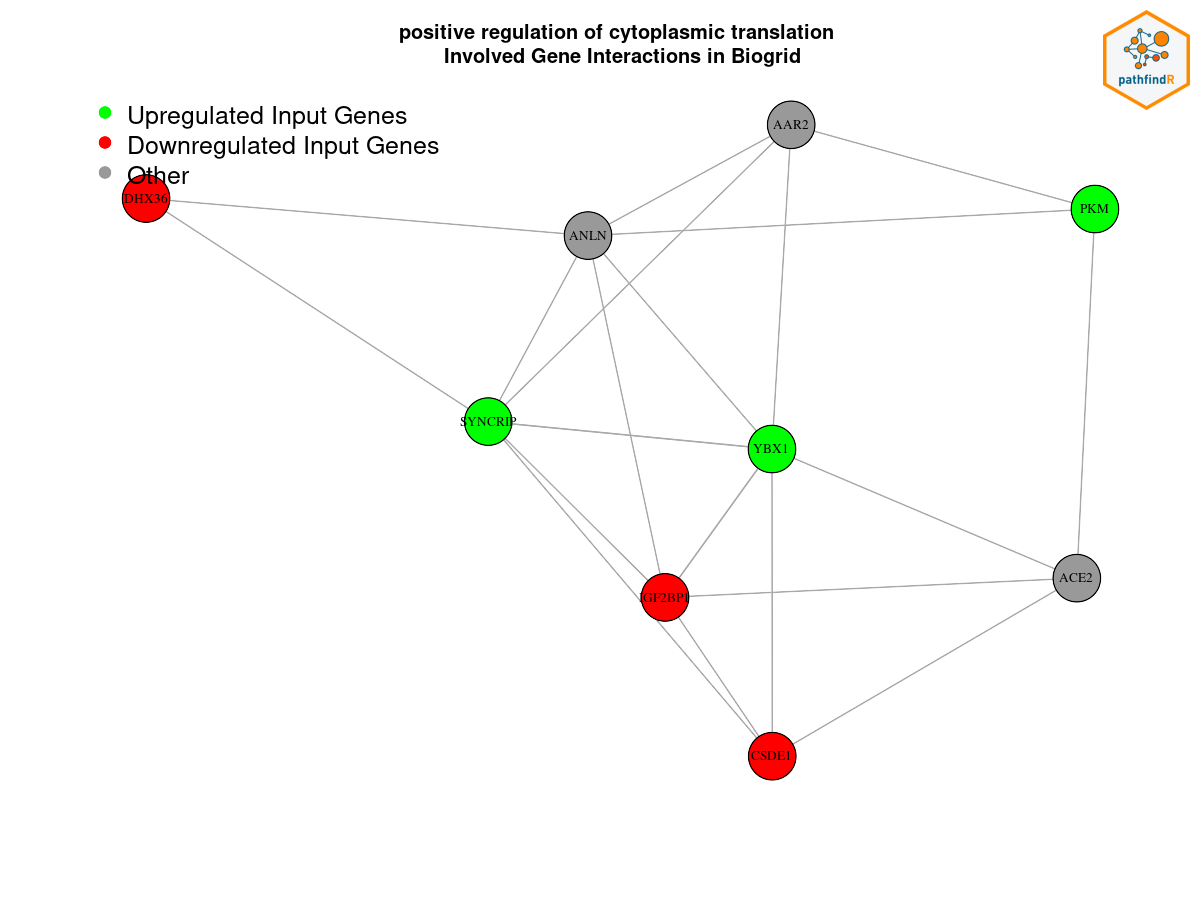 positive regulation of cytoplasmic translation
Involved Gene Interactions in Biogrid
pathfindR
Upregulated Input Genes
Downregulated Input Genes
Other
AAR2
DHX36
PKM
ANLN
SYNCRIP
YBX1
ACE2
IGF2BP1
CSDE1